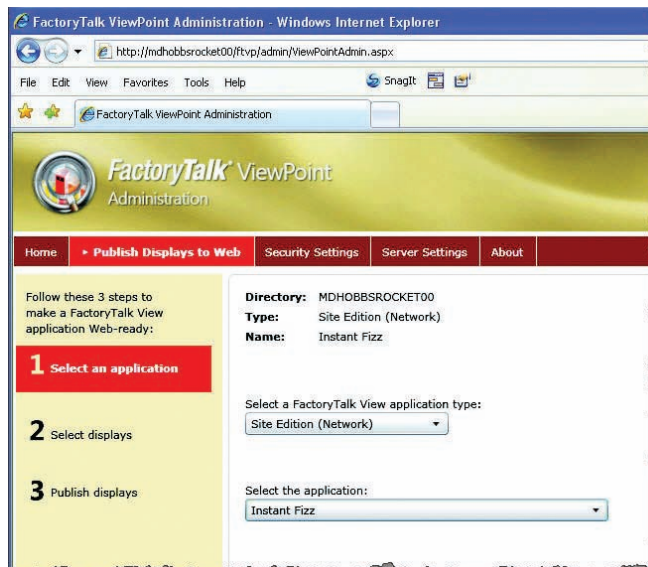 FactoryTalk ViewPoint Administration - Windows Internet Explorer
http://mdhobbsrocket00/ftvp/admin/ViewPointAdmin.aspx
File Edit View Favorites Tools Help SnagIt
FactoryTalk ViewPoint Administration
FactoryTalk® ViewPoint
Administration
Home ▸ Publish Displays to Web Security Settings Server Settings About
Follow these 3 steps to
make a FactoryTalk View
application Web-ready:
1 Select an application
2 Select displays
3 Publish displays
Directory: MDHOBBSROCKET00
Type: Site Edition (Network)
Name: Instant Fizz
Select a FactoryTalk View application type:
Site Edition (Network)
Select the application:
Instant Fizz